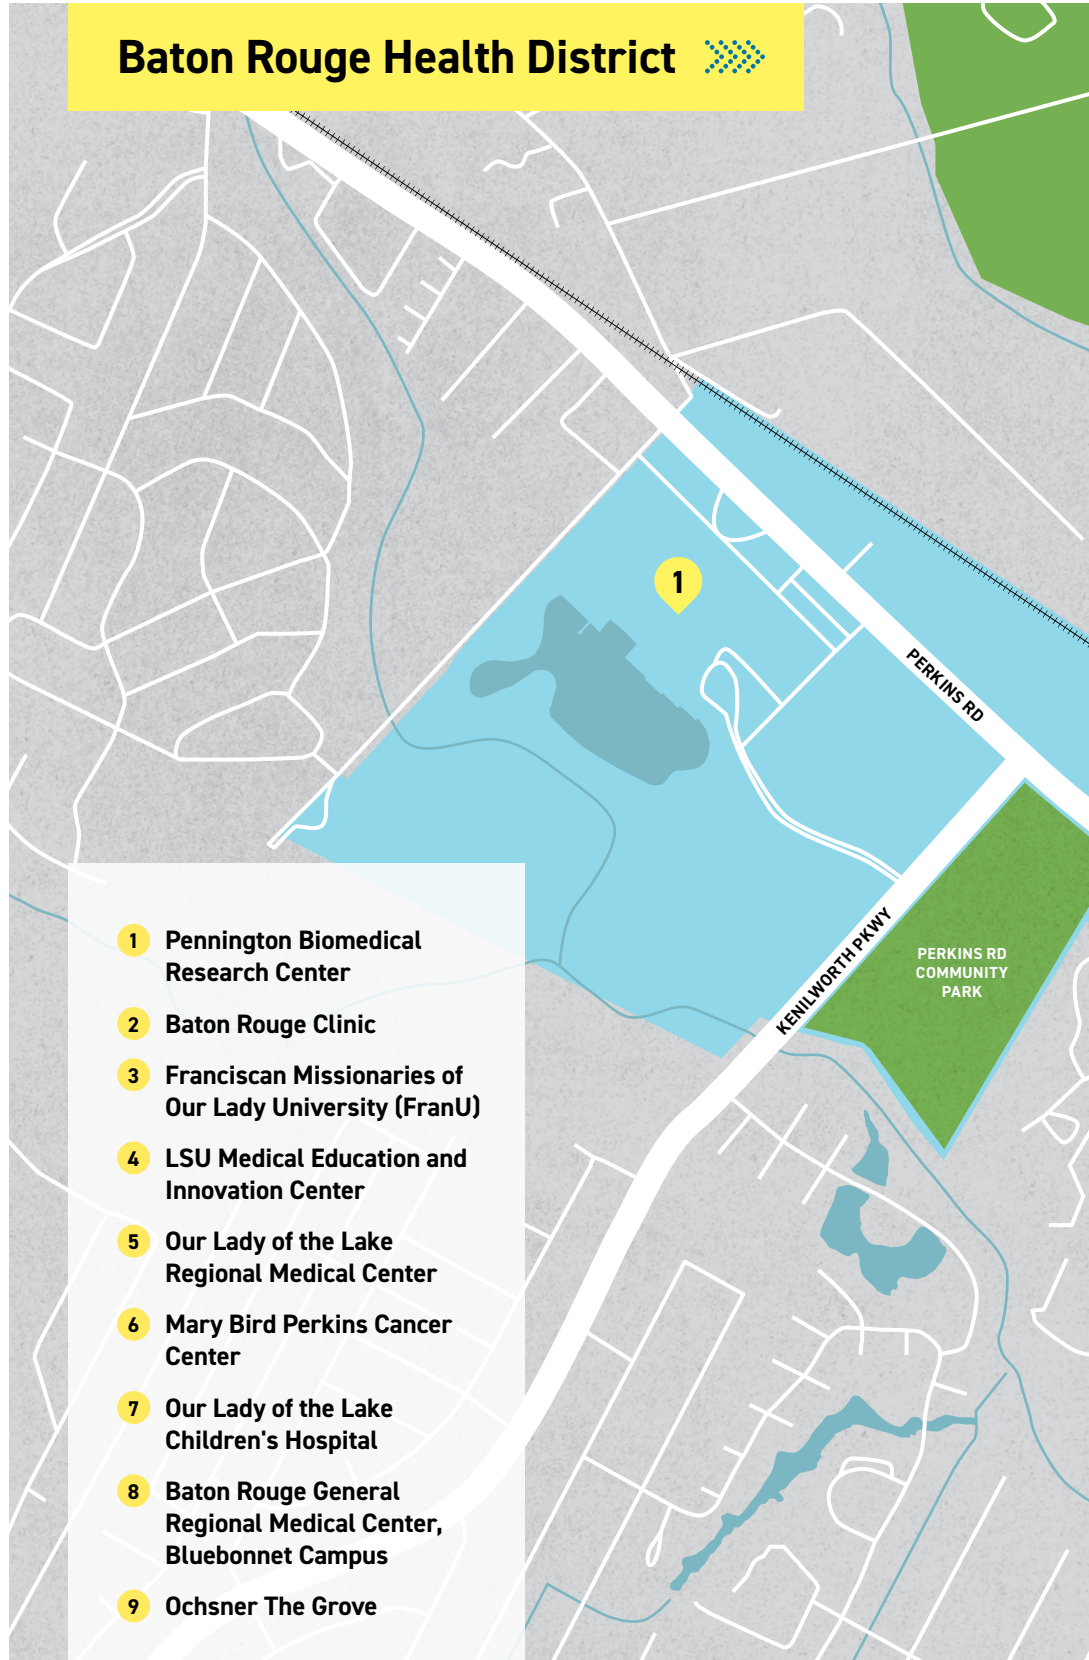 Baton Rouge Health District
1
PERKINS RD
KENILWORTH PKWY
PERKINS RD
COMMUNITY
PARK
1 Pennington Biomedical
Research Center
2 Baton Rouge Clinic
3 Franciscan Missionaries of
Our Lady University (FranU)
4 LSU Medical Education and
Innovation Center
5 Our Lady of the Lake
Regional Medical Center
6 Mary Bird Perkins Cancer
Center
7 Our Lady of the Lake
Children's Hospital
8 Baton Rouge General
Regional Medical Center,
Bluebonnet Campus
9 Ochsner The Grove